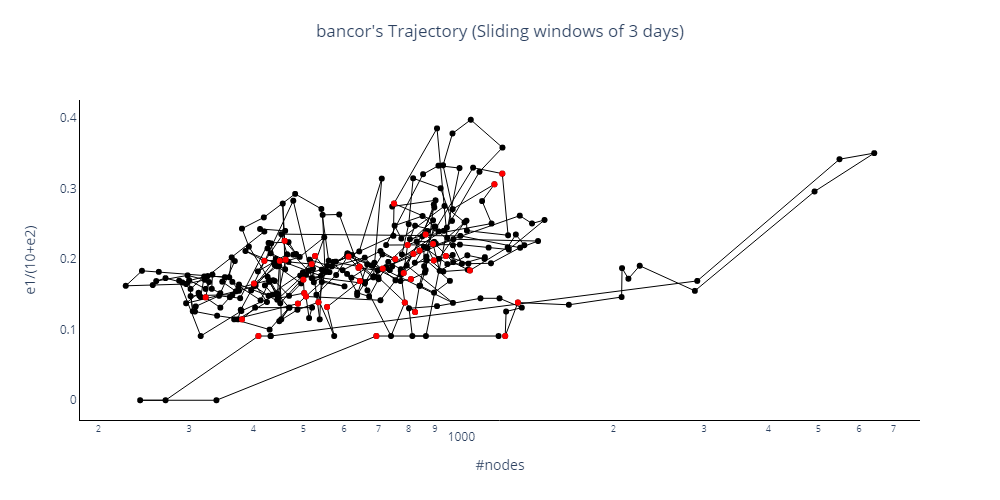 bancor's Trajectory (Sliding windows of 3 days)
0.4
0.3
0.2
0.1
0
e1/(10+e2)
2 3 4 5 6 7 8 9 1000 2 3 4 5 6 7
#nodes